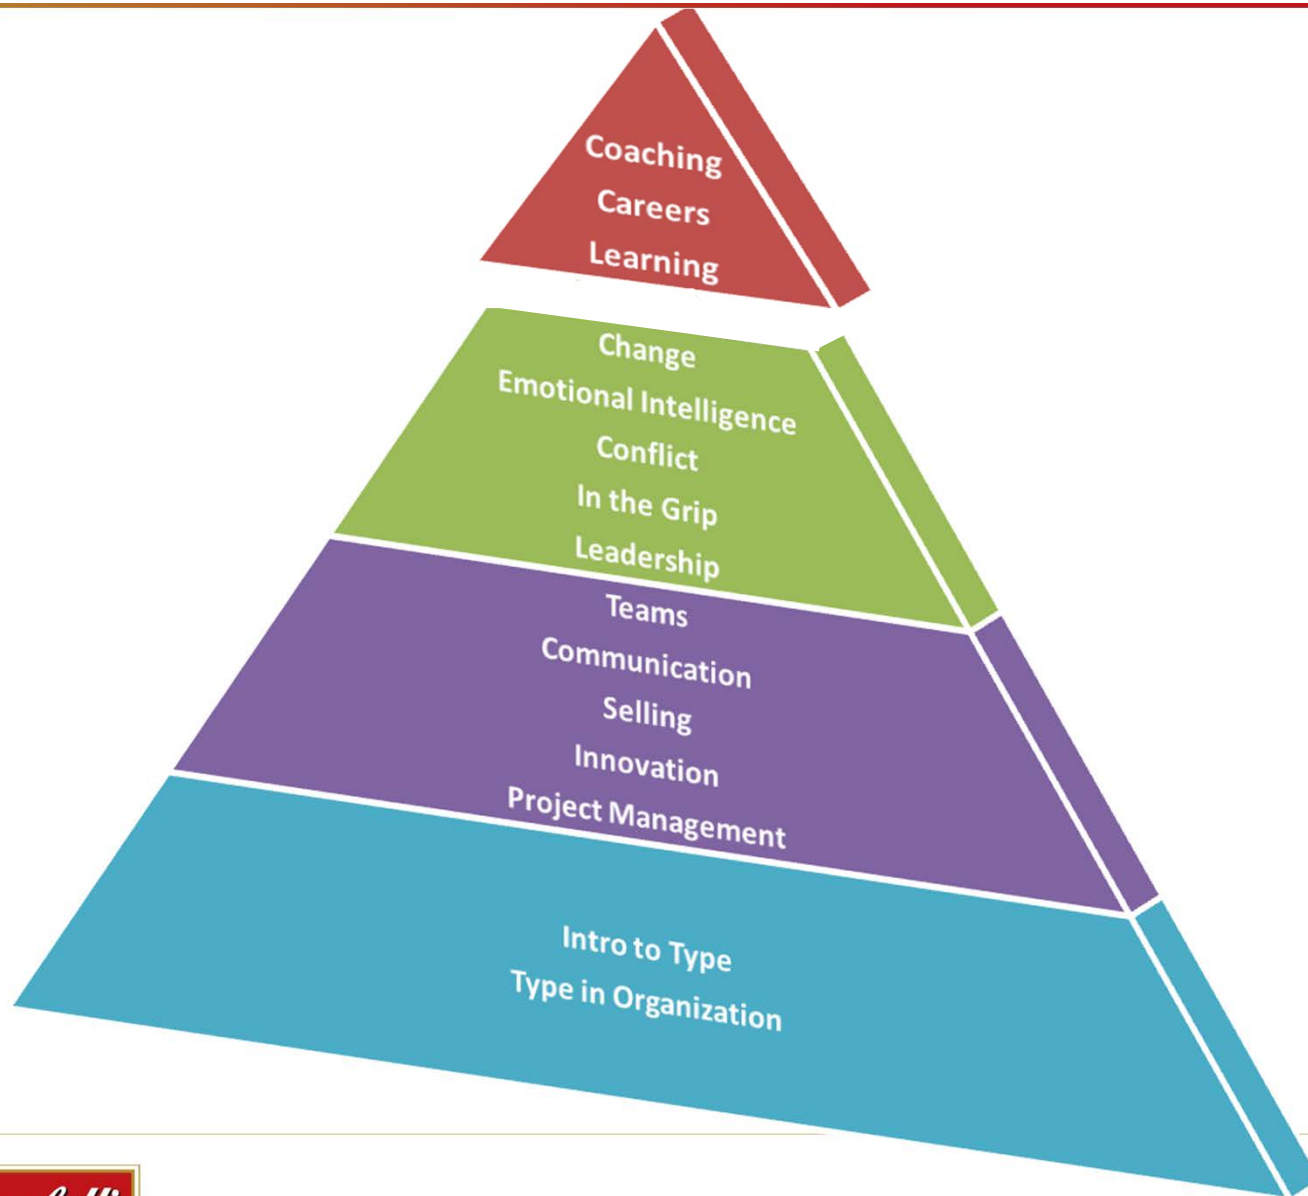 Coaching
Careers
Learning
Change
Emotional Intelligence
Conflict
In the Grip
Leadership
Teams
Communication
Selling
Innovation
Project Management
Intro to Type
Type in Organization